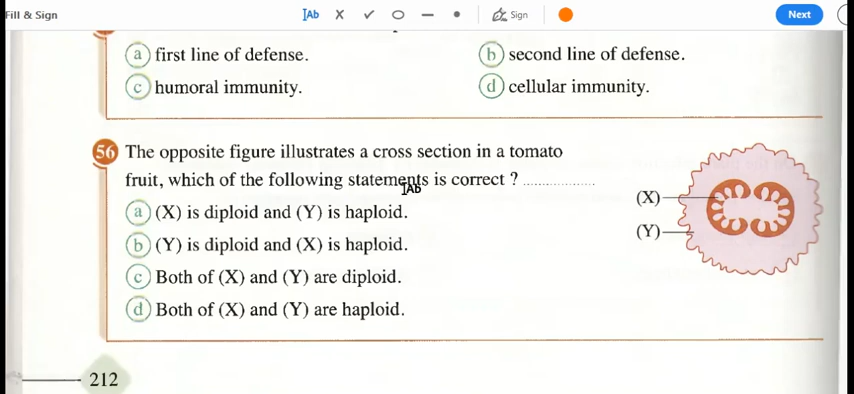 Fill & Sign
IAb
Sign
Next
a first line of defense.
b second line of defense.
c humoral immunity.
d cellular immunity.
56 The opposite figure illustrates a cross section in a tomato
fruit, which of the following statements is correct ? ....................
IAb
a (X) is diploid and (Y) is haploid.
b (Y) is diploid and (X) is haploid.
c Both of (X) and (Y) are diploid.
d Both of (X) and (Y) are haploid.
(X)
(Y)
212